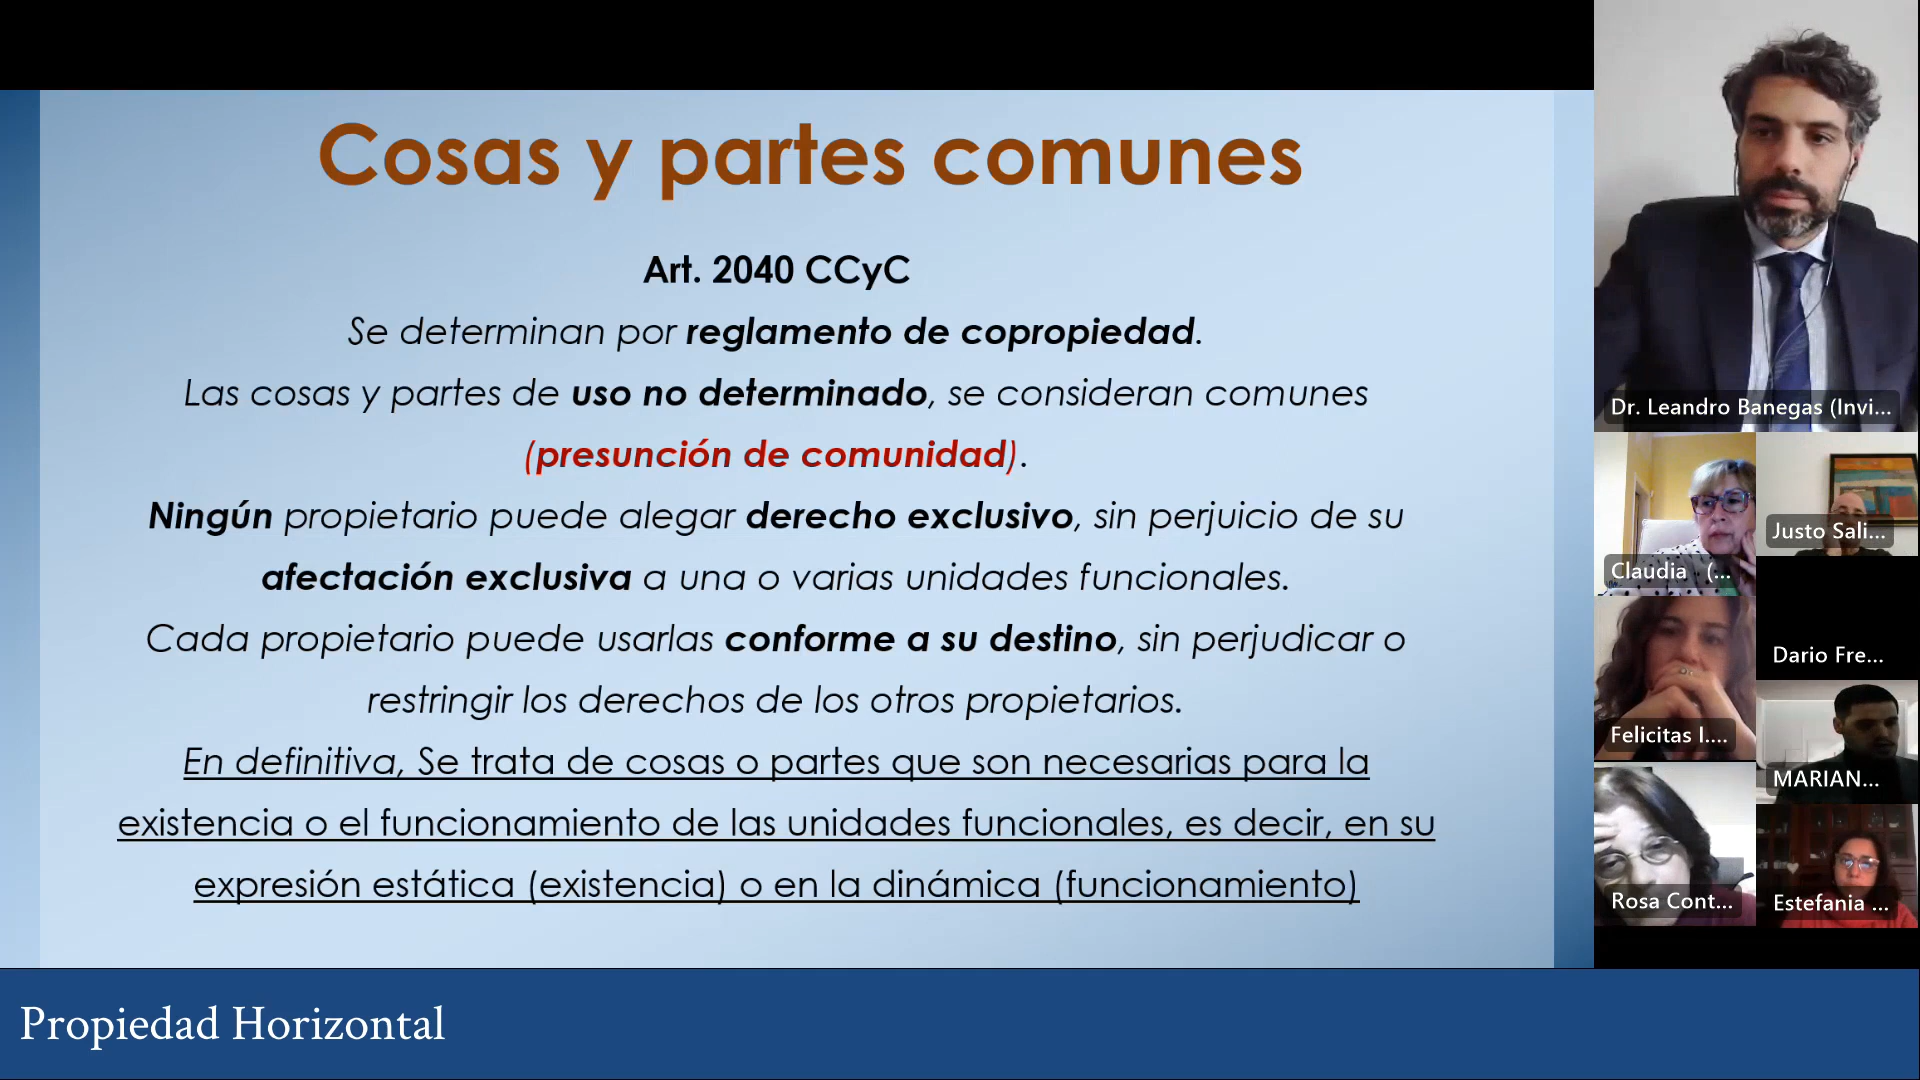 Cosas y partes comunes
Art. 2040 CCyC
Se determinan por reglamento de copropiedad.
Las cosas y partes de uso no determinado, se consideran comunes
(presunción de comunidad).
Ningún propietario puede alegar derecho exclusivo, sin perjuicio de su
afectación exclusiva a una o varias unidades funcionales.
Cada propietario puede usarlas conforme a su destino, sin perjudicar o
restringir los derechos de los otros propietarios.
En definitiva, Se trata de cosas o partes que son necesarias para la
existencia o el funcionamiento de las unidades funcionales, es decir, en su
expresión estática (existencia) o en la dinámica (funcionamiento)
Dr. Leandro Banegas (Invi...
Claudia (...
Justo Sali...
Dario Fre...
Felicitas I....
MARIAN...
Rosa Cont...
Estefania ...
Propiedad Horizontal